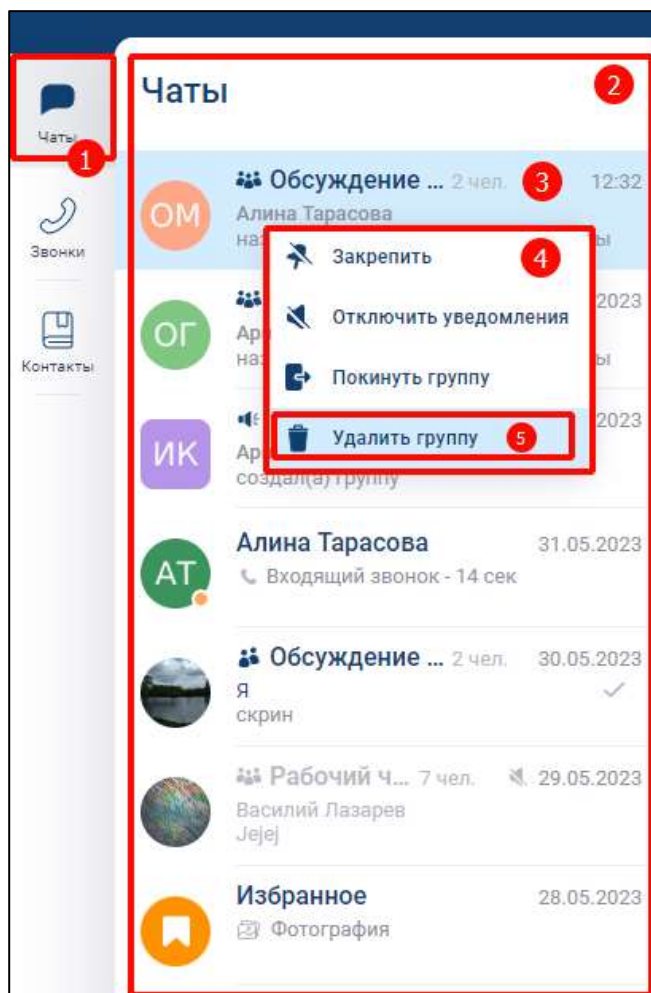 Чаты
1
Звонки
Контакты
Чаты
2
ОМ
Обсуждение ... 2 чел.
3
12:32
Алина Тарасова
4
Закрепить
Отключить уведомления
Покинуть группу
Удалить группу
5
ОГ
2023
ИК
2023
создал(а) группу
АТ
Алина Тарасова
31.05.2023
Входящий звонок - 14 сек
Обсуждение ... 2 чел.
30.05.2023
Я
скрин
Рабочий ч... 7 чел.
29.05.2023
Василий Лазарев
Jejej
Избранное
28.05.2023
Фотография